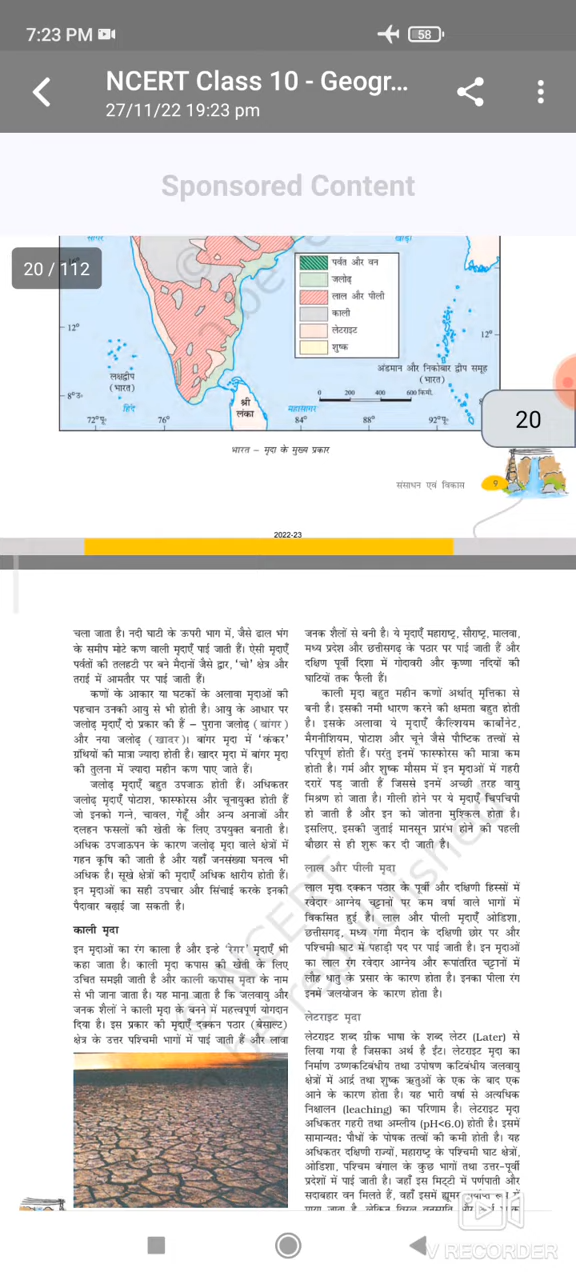 7:23 PM
58
NCERT Class 10 - Geogr...
27/11/22 19:23 pm
Sponsored Content
20 / 112
सागर
खाड़ी
16°
पर्वत और वन
जलोढ़
लाल और पीली
काली
लेटराइट
शुष्क
12°
12°
लक्षद्वीप
(भारत)
अंडमान और निकोबार द्वीप समूह
(भारत)
8° उ.
हिंद
श्री
लंका
महासागर
0 200 400 600 किमी.
72° पू.
76°
84°
88°
92° पू.
20
भारत – मृदा के मुख्य प्रकार
संसाधन एवं विकास
9
2022-23
चला जाता है। नदी घाटी के ऊपरी भाग में, जैसे ढाल भंग
के समीप मोटे कण वाली मृदाएँ पाई जाती हैं। ऐसी मृदाएँ
पर्वतों की तलहटी पर बने मैदानों जैसे द्वार, 'चो' क्षेत्र और
तराई में आमतौर पर पाई जाती हैं।
कणों के आकार या घटकों के अलावा मृदाओं की
पहचान उनकी आयु से भी होती है। आयु के आधार पर
जलोढ़ मृदाएँ दो प्रकार की हैं – पुराना जलोढ़ (बांगर)
और नया जलोढ़ (खादर)। बांगर मृदा में 'कंकर'
ग्रंथियों की मात्रा ज्यादा होती है। खादर मृदा में बांगर मृदा
की तुलना में ज्यादा महीन कण पाए जाते हैं।
जलोढ़ मृदाएँ बहुत उपजाऊ होती हैं। अधिकतर
जलोढ़ मृदाएँ पोटाश, फास्फोरस और चूनायुक्त होती हैं
जो इनको गन्ने, चावल, गेहूँ और अन्य अनाजों और
दलहन फसलों की खेती के लिए उपयुक्त बनाती है।
अधिक उपजाऊपन के कारण जलोढ़ मृदा वाले क्षेत्रों में
गहन कृषि की जाती है और यहाँ जनसंख्या घनत्व भी
अधिक है। सूखे क्षेत्रों की मृदाएँ अधिक क्षारीय होती हैं।
इन मृदाओं का सही उपचार और सिंचाई करके इनकी
पैदावार बढ़ाई जा सकती है।
काली मृदा
इन मृदाओं का रंग काला है और इन्हें 'रेगर' मृदाएँ भी
कहा जाता है। काली मृदा कपास की खेती के लिए
उचित समझी जाती है और काली कपास मृदा के नाम
से भी जाना जाता है। यह माना जाता है कि जलवायु और
जनक शैलों ने काली मृदा के बनने में महत्त्वपूर्ण योगदान
दिया है। इस प्रकार की मृदाएँ दक्कन पठार (बेसाल्ट)
क्षेत्र के उत्तर पश्चिमी भागों में पाई जाती हैं और लावा
जनक शैलों से बनी है। ये मृदाएँ महाराष्ट्र, सौराष्ट्र, मालवा,
मध्य प्रदेश और छत्तीसगढ़ के पठार पर पाई जाती हैं और
दक्षिण पूर्वी दिशा में गोदावरी और कृष्णा नदियों की
घाटियों तक फैली हैं।
काली मृदा बहुत महीन कणों अर्थात् मृत्तिका से
बनी है। इसकी नमी धारण करने की क्षमता बहुत होती
है। इसके अलावा ये मृदाएँ कैल्शियम कार्बोनेट,
मैगनीशियम, पोटाश और चूने जैसे पौष्टिक तत्त्वों से
परिपूर्ण होती हैं। परंतु इनमें फास्फोरस की मात्रा कम
होती है। गर्म और शुष्क मौसम में इन मृदाओं में गहरी
दरारें पड़ जाती हैं जिससे इनमें अच्छी तरह वायु
मिश्रण हो जाता है। गीली होने पर ये मृदाएँ चिपचिपी
हो जाती है और इन को जोतना मुश्किल होता है।
इसलिए, इसकी जुताई मानसून प्रारंभ होने की पहली
बौछार से ही शुरू कर दी जाती है।
लाल और पीली मृदा
लाल मृदा दक्कन पठार के पूर्वी और दक्षिणी हिस्सों में
रवेदार आग्नेय चट्टानों पर कम वर्षा वाले भागों में
विकसित हुई है। लाल और पीली मृदाएँ ओडिशा,
छत्तीसगढ़, मध्य गंगा मैदान के दक्षिणी छोर पर और
पश्चिमी घाट में पहाड़ी पद पर पाई जाती है। इन मृदाओं
का लाल रंग रवेदार आग्नेय और रूपांतरित चट्टानों में
लौह धातु के प्रसार के कारण होता है। इनका पीला रंग
इनमें जलयोजन के कारण होता है।
लेटराइट मृदा
लेटराइट शब्द ग्रीक भाषा के शब्द लेटर (Later) से
लिया गया है जिसका अर्थ है ईंट। लेटराइट मृदा का
निर्माण उष्णकटिबंधीय तथा उपोष्ण कटिबंधीय जलवायु
क्षेत्रों में आर्द्र तथा शुष्क ऋतुओं के एक के बाद एक
आने के कारण होता है। यह भारी वर्षा से अत्यधिक
निक्षालन (leaching) का परिणाम है। लेटराइट मृदा
अधिकतर गहरी तथा अम्लीय (pH<6.0) होती है। इसमें
सामान्यतः पौधों के पोषक तत्वों की कमी होती है। यह
अधिकतर दक्षिणी राज्यों, महाराष्ट्र के पश्चिमी घाट क्षेत्रों,
ओडिशा, पश्चिम बंगाल के कुछ भागों तथा उत्तर-पूर्वी
प्रदेशों में पाई जाती है। जहाँ इस मिट्टी में पर्णपाती और
सदाबहार वन मिलते हैं, वहाँ इसमें ह्यूमस पर्याप्त रूप में
पाया जाता है, लेकिन विरल वनस्पति
V RECORDER